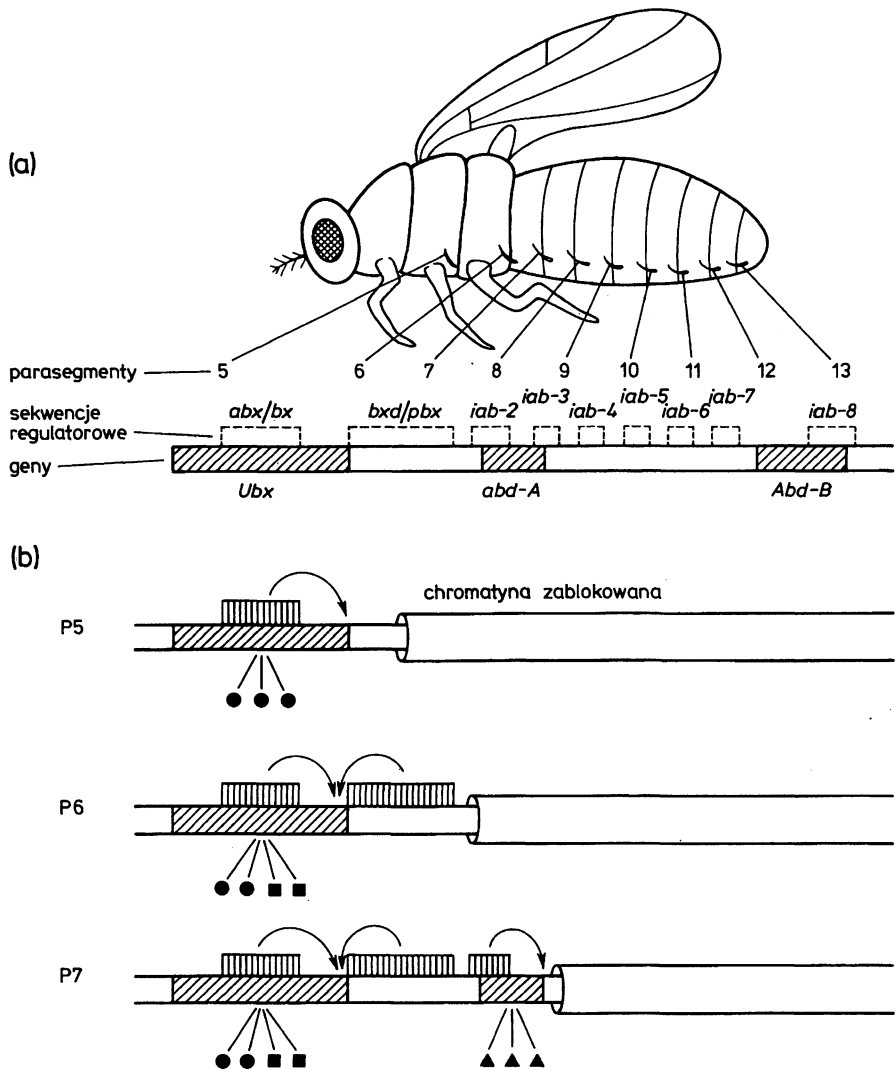 (a)
parasegmenty 5 6 7 8 9 10 11 12 13
sekwencje regulatorowe abx/bx bxd/pbx iab-2 iab-3 iab-4 iab-5 iab-6 iab-7 iab-8
geny
Ubx abd-A Abd-B
(b)
chromatyna zablokowana
P5
P6
P7